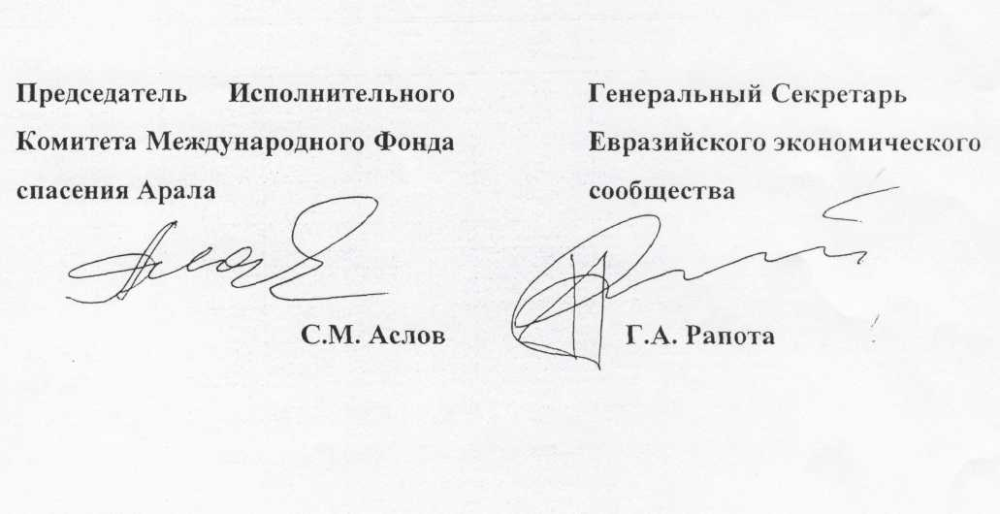 Председатель Исполнительного
Комитета Международного Фонда
спасения Арала
С.М. Аслов
Генеральный Секретарь
Евразийского экономического
сообщества
Г.А. Рапота